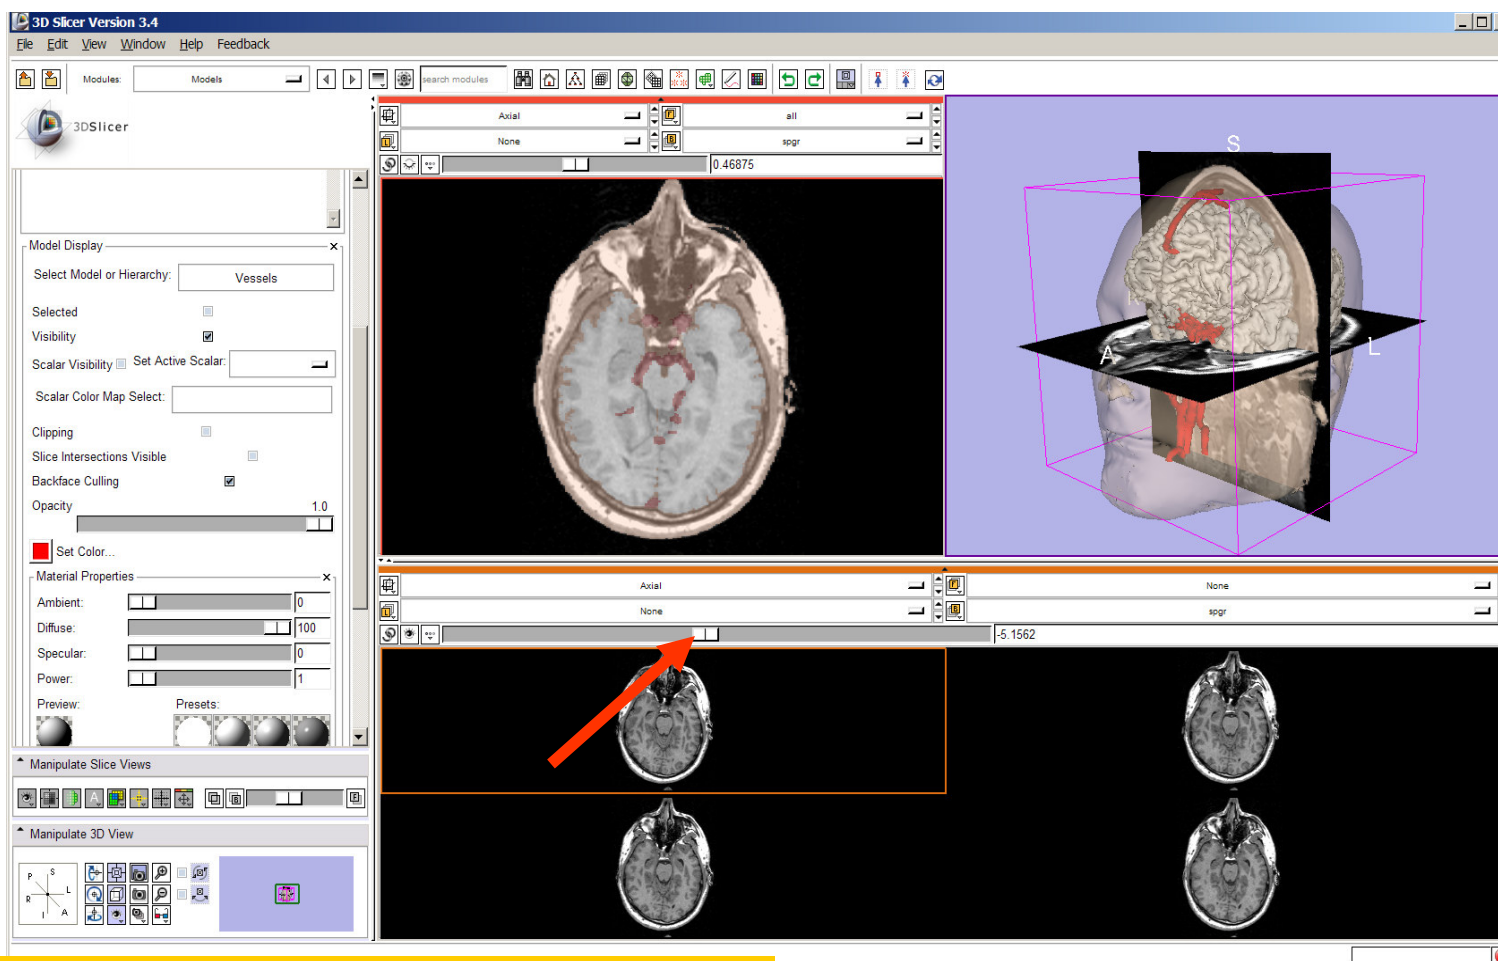 3D Slicer Version 3.4
File Edit View Window Help Feedback
Modules: Models search modules
3DSlicer
Axial all
None spgr
0.46875
S
A
L
Model Display
Select Model or Hierarchy: Vessels
Selected
Visibility
Scalar Visibility Set Active Scalar:
Scalar Color Map Select:
Clipping
Slice Intersections Visible
Backface Culling
Opacity 1.0
Set Color...
Material Properties
Ambient: 0
Diffuse: 100
Specular: 0
Power: 1
Preview: Presets:
Axial None
None spgr
-5.1562
Manipulate Slice Views
Manipulate 3D View
P S
R L
I A